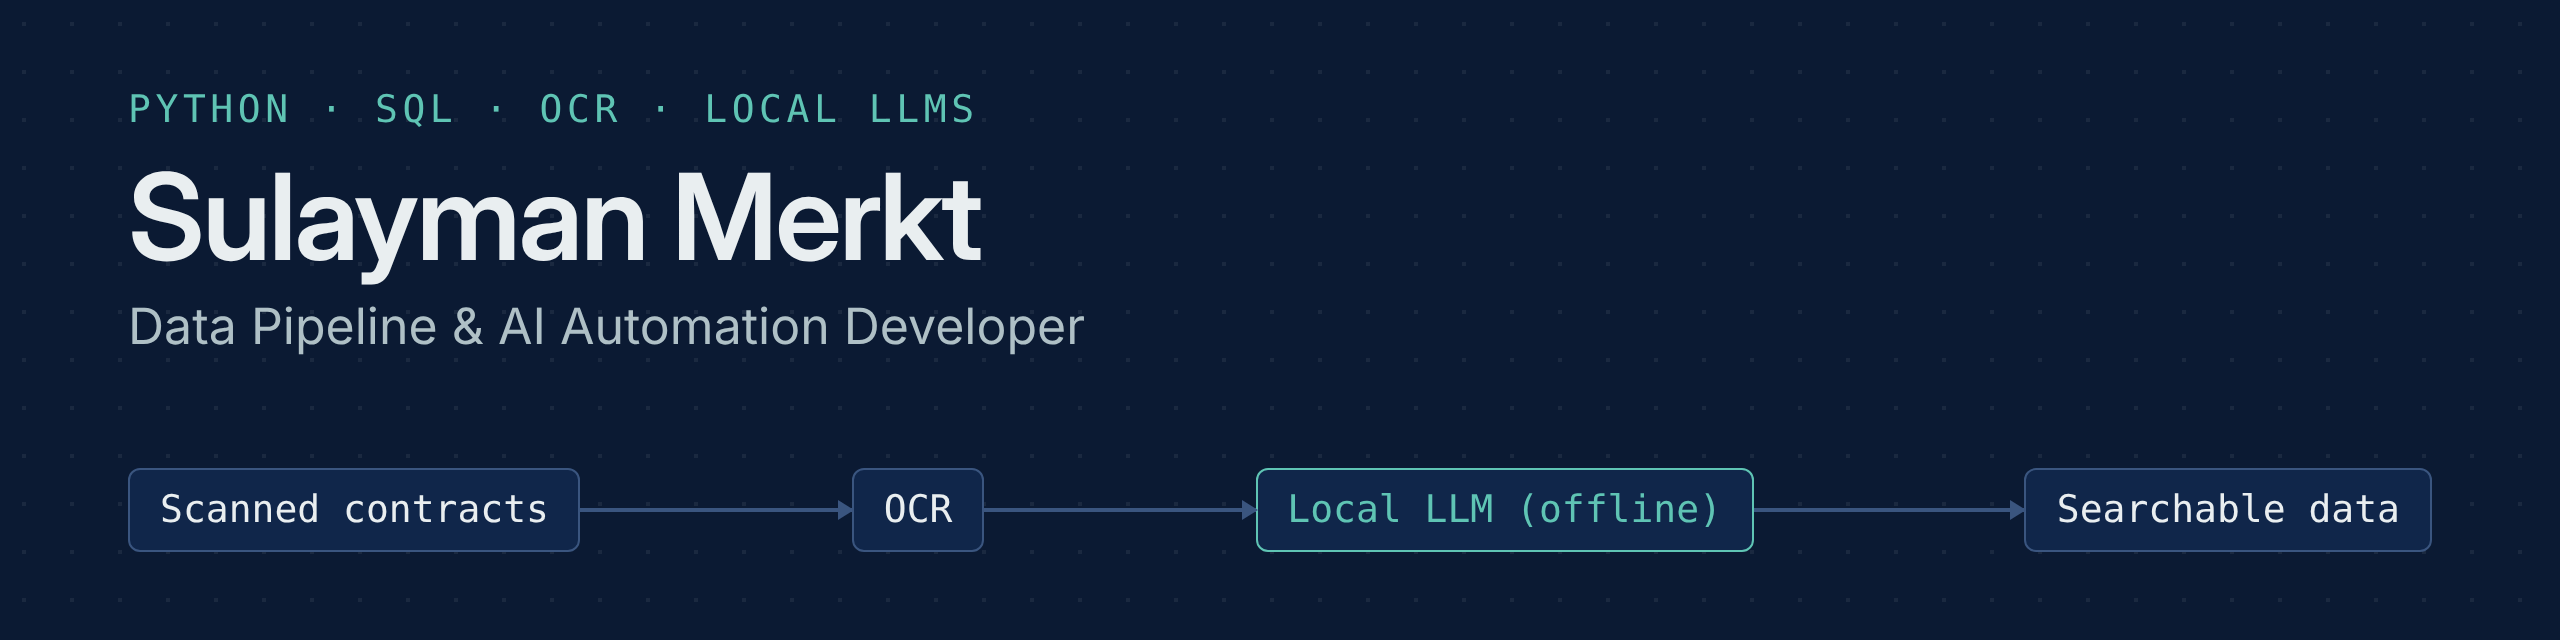 PYTHON · SQL · OCR · LOCAL LLMS
Sulayman Merkt
Data Pipeline & AI Automation Developer
Scanned contracts
OCR
Local LLM (offline)
Searchable data